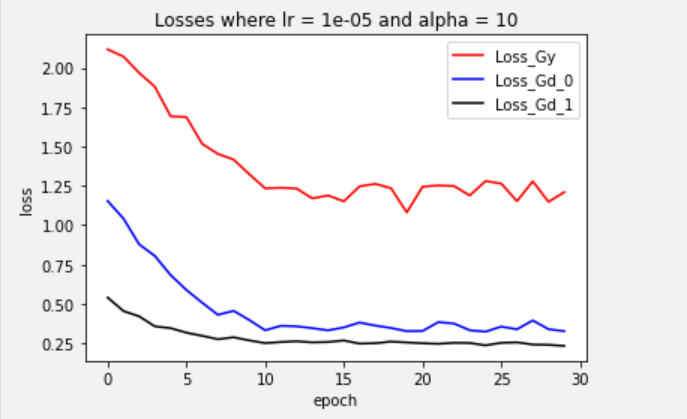 Losses where lr = 1e-05 and alpha = 10
Loss_Gy
Loss_Gd_0
Loss_Gd_1
2.00
1.75
1.50
1.25
1.00
0.75
0.50
0.25
loss
0 5 10 15 20 25 30
epoch